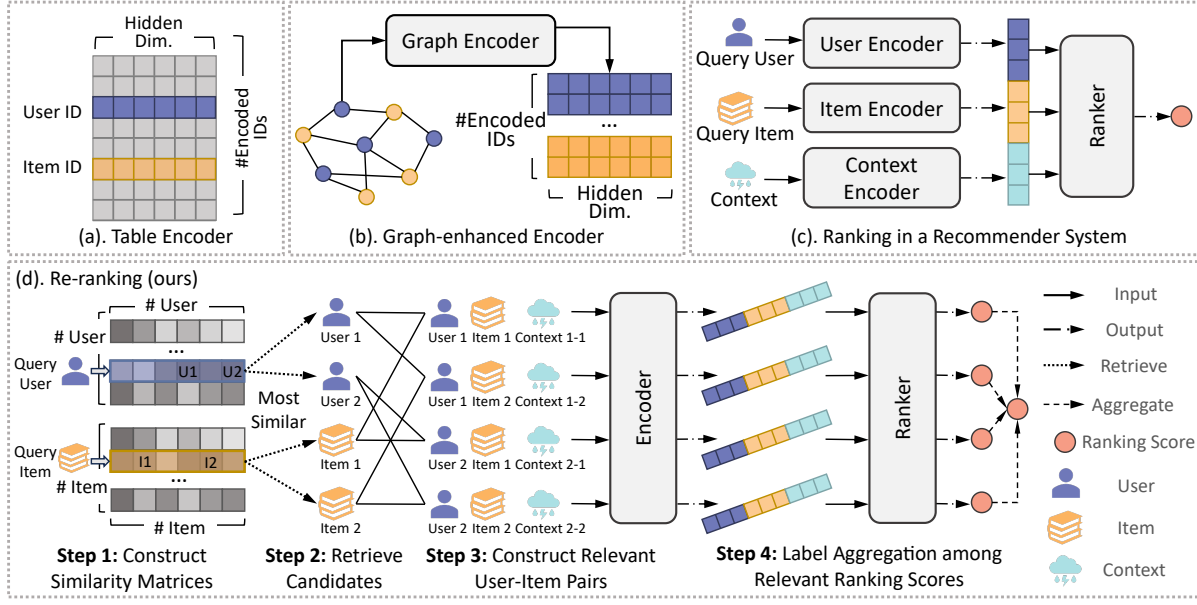 Hidden
Dim.
User ID
Item ID
#Encoded
IDs
(a). Table Encoder
Graph Encoder
#Encoded
IDs
...
Hidden
Dim.
(b). Graph-enhanced Encoder
Query User
User Encoder
Query Item
Item Encoder
Context
Context
Encoder
Ranker
(c). Ranking in a Recommender System
(d). Re-ranking (ours)
# User
# User
...
Query
User
U1
U2
# Item
Query
Item
I1
I2
...
# Item
Most
Similar
User 1
User 2
Item 1
Item 2
User 1 Item 1 Context 1-1
User 1 Item 2 Context 1-2
User 2 Item 1 Context 2-1
User 2 Item 2 Context 2-2
Encoder
Ranker
Input
Output
Retrieve
Aggregate
Ranking Score
User
Item
Context
Step 1: Construct
Similarity Matrices
Step 2: Retrieve
Candidates
Step 3: Construct Relevant
User-Item Pairs
Step 4: Label Aggregation among
Relevant Ranking Scores